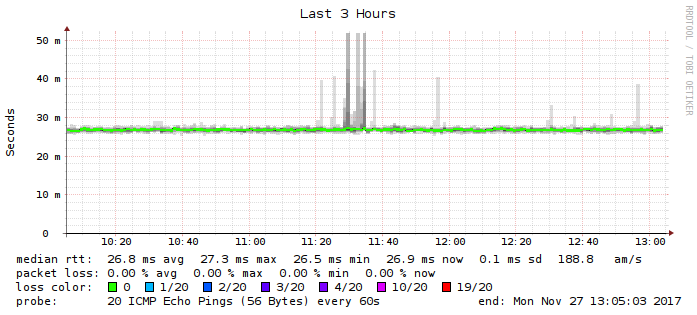 Last 3 Hours
RRDTOOL / TOBI OETIKER
Seconds
50 m
40 m
30 m
20 m
10 m
0
10:20 10:40 11:00 11:20 11:40 12:00 12:20 12:40 13:00
median rtt: 26.8 ms avg 27.3 ms max 26.5 ms min 26.9 ms now 0.1 ms sd 188.8 am/s
packet loss: 0.00 % avg 0.00 % max 0.00 % min 0.00 % now
loss color: 0 1/20 2/20 3/20 4/20 10/20 19/20
probe: 20 ICMP Echo Pings (56 Bytes) every 60s end: Mon Nov 27 13:05:03 2017